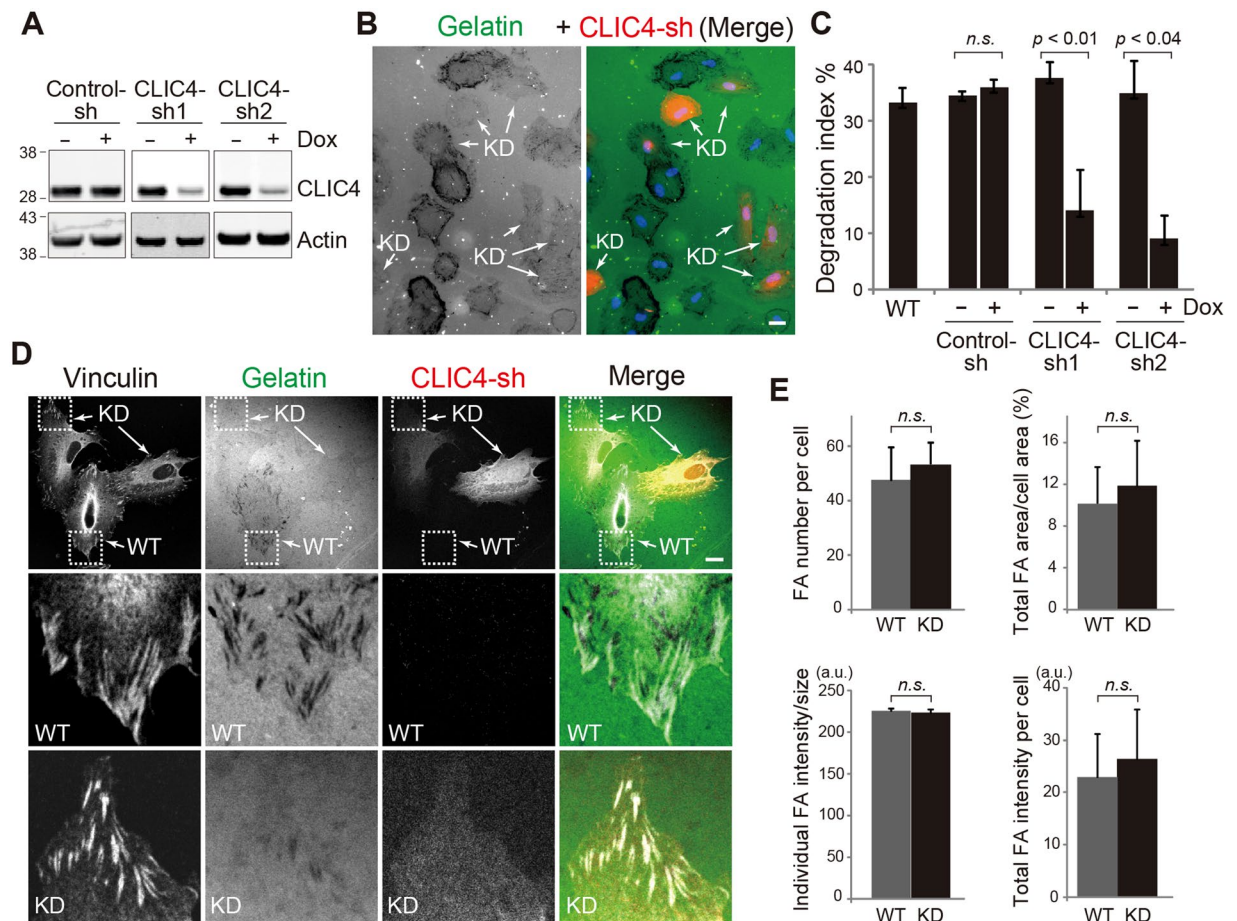 A
Control-sh
CLIC4-sh1
CLIC4-sh2
– + – + – + Dox
38
28
CLIC4
43
38
Actin
B
Gelatin + CLIC4-sh (Merge)
KD
KD
KD
KD
KD
KD
KD
KD
C
Degradation index %
40
30
20
10
0
n.s.
p < 0.01
p < 0.04
WT
– + – + – + Dox
Control-sh
CLIC4-sh1
CLIC4-sh2
D
Vinculin Gelatin CLIC4-sh Merge
KD KD KD KD
WT WT WT WT
WT WT WT WT
KD KD KD KD
E
FA number per cell
60
40
20
0
n.s.
WT KD
Total FA area/cell area (%)
16
12
8
4
0
n.s.
WT KD
(a.u.)
Individual FA intensity/size
250
200
150
100
50
0
n.s.
WT KD
(a.u.)
Total FA intensity per cell
40
30
20
10
0
n.s.
WT KD